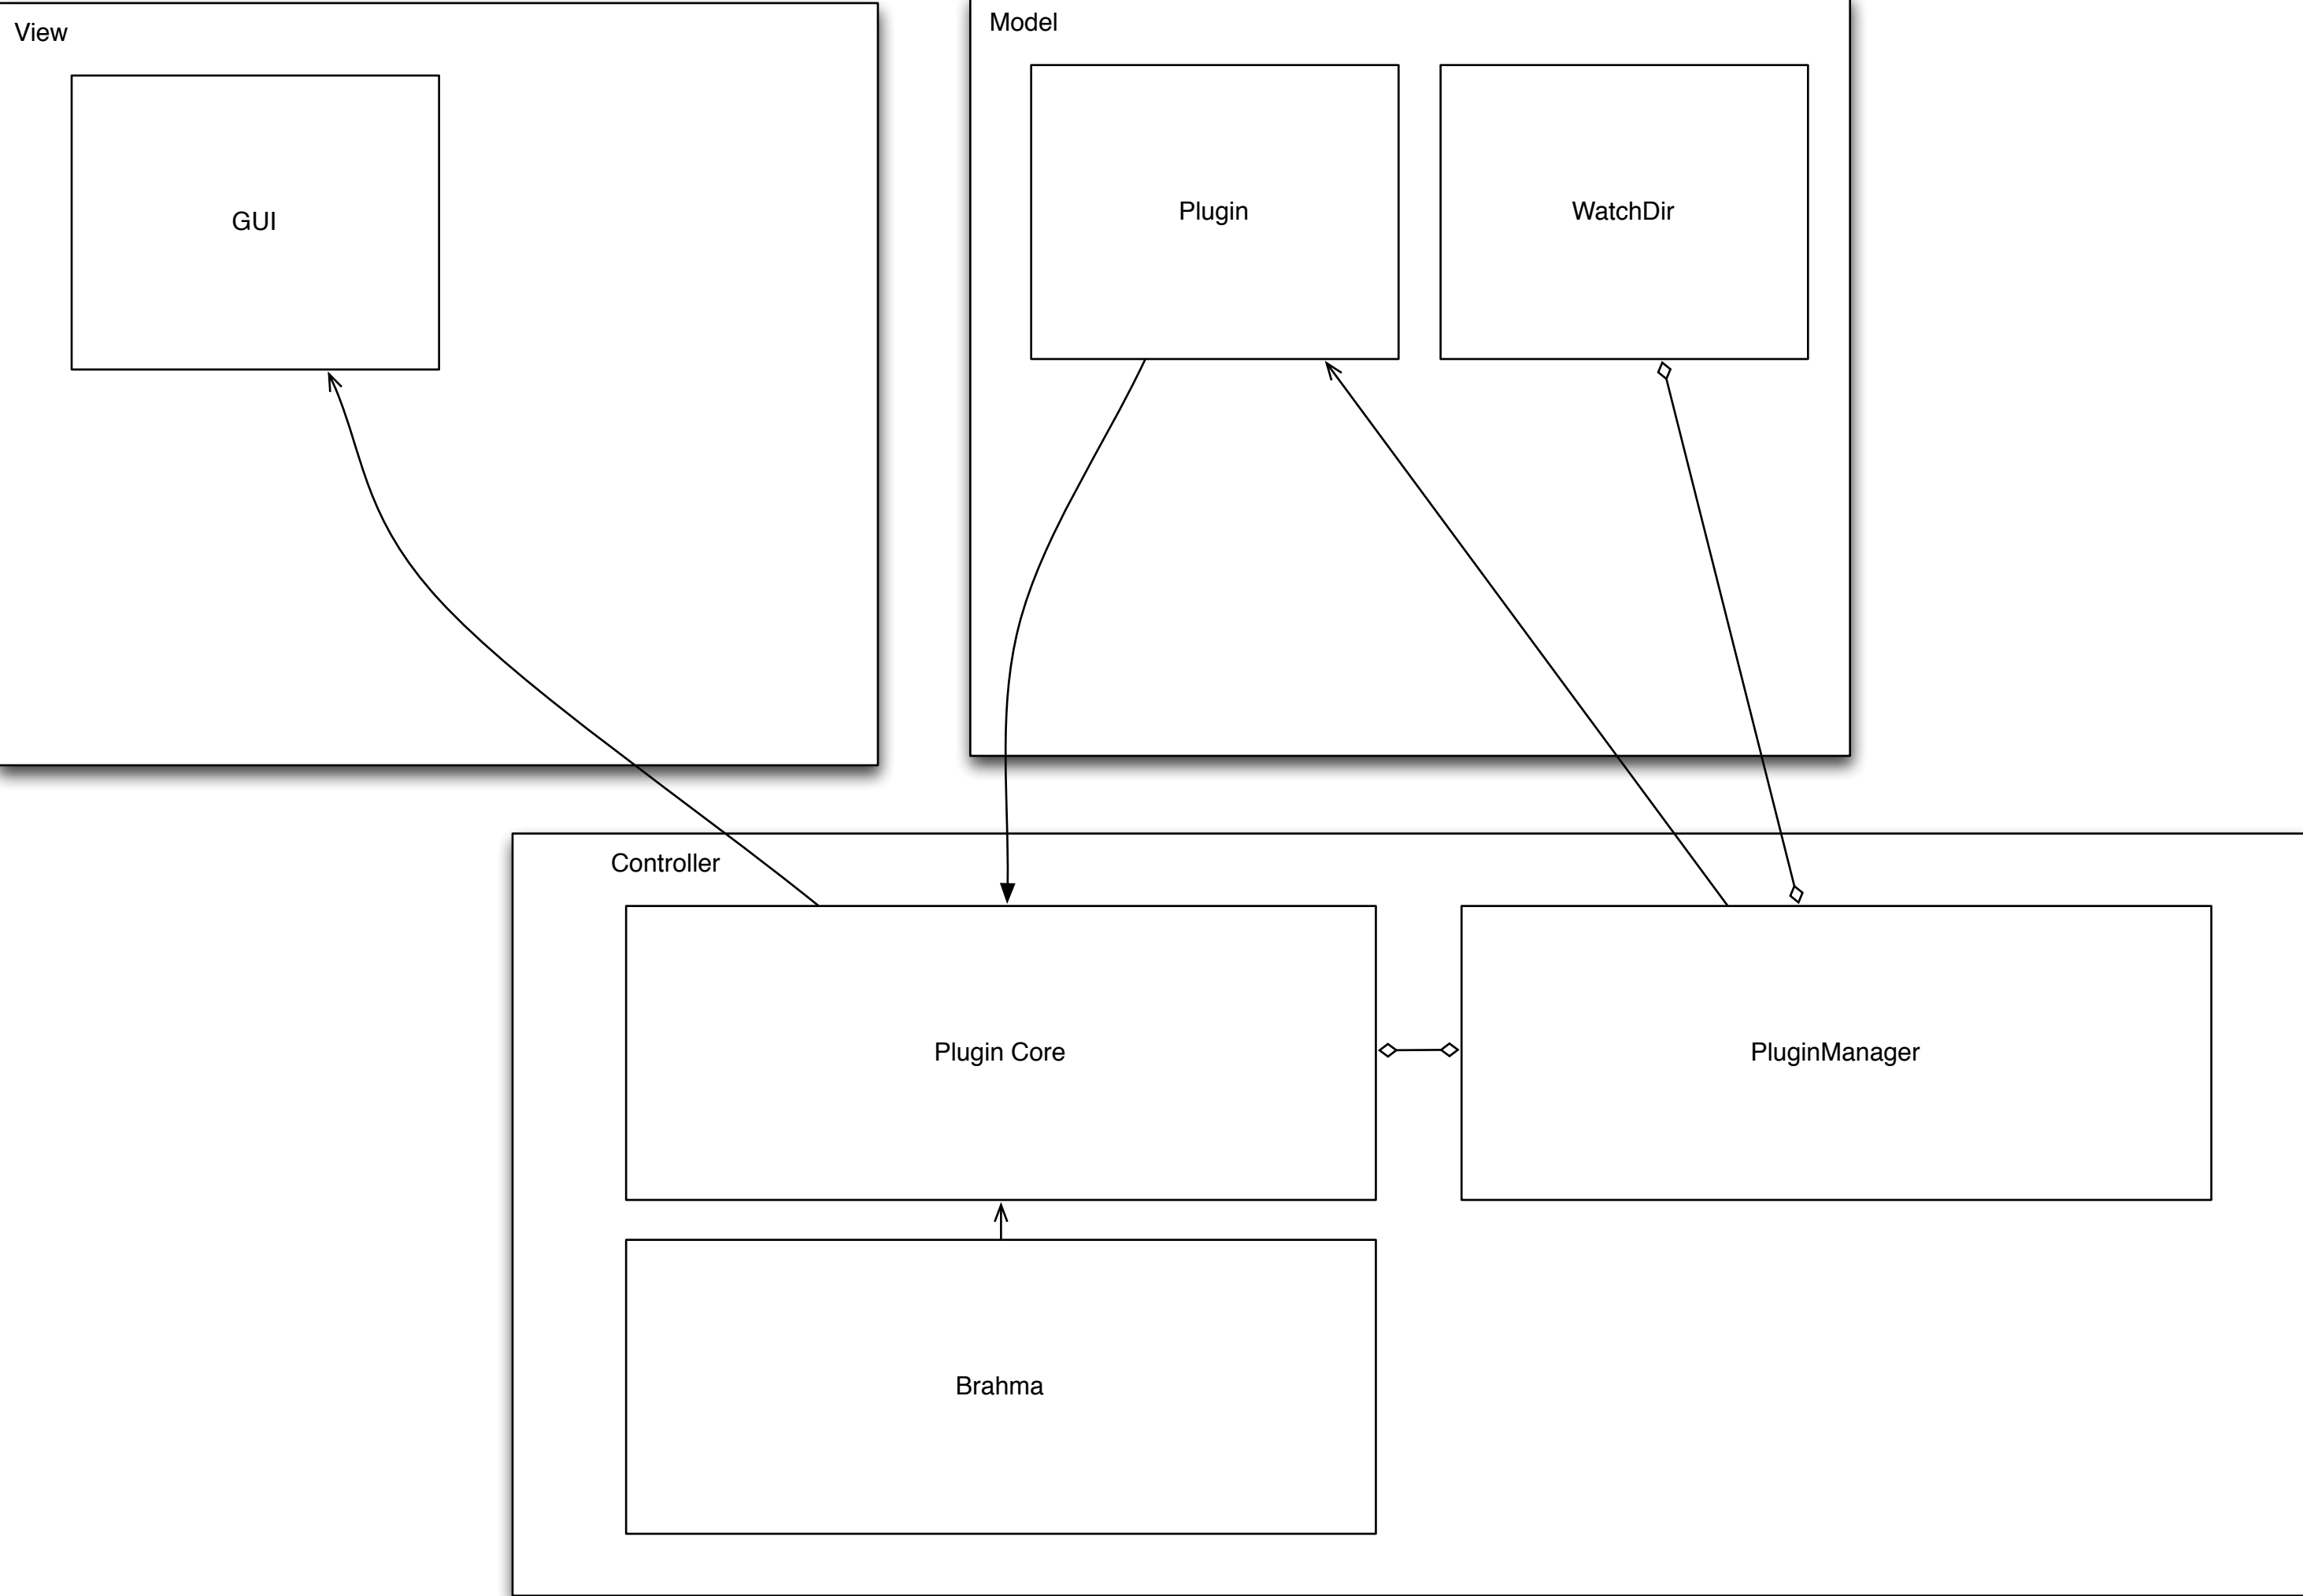 View
Model
GUI
Plugin
WatchDir
Controller
Plugin Core
PluginManager
Brahma